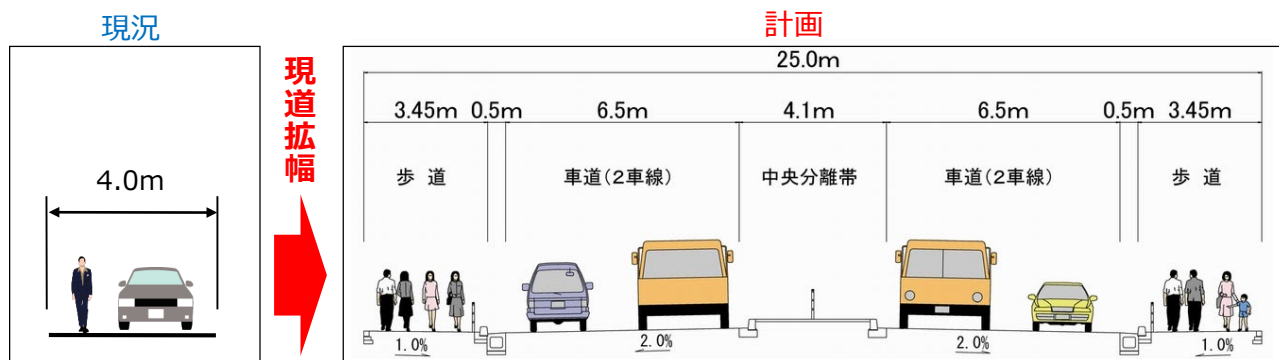 現況
4.0m
現道拡幅
計画
25.0m
3.45m 0.5m 6.5m 4.1m 6.5m 0.5m 3.45m
歩 道 車道(2車線) 中央分離帯 車道(2車線) 歩 道
1.0% 2.0% 2.0% 1.0%